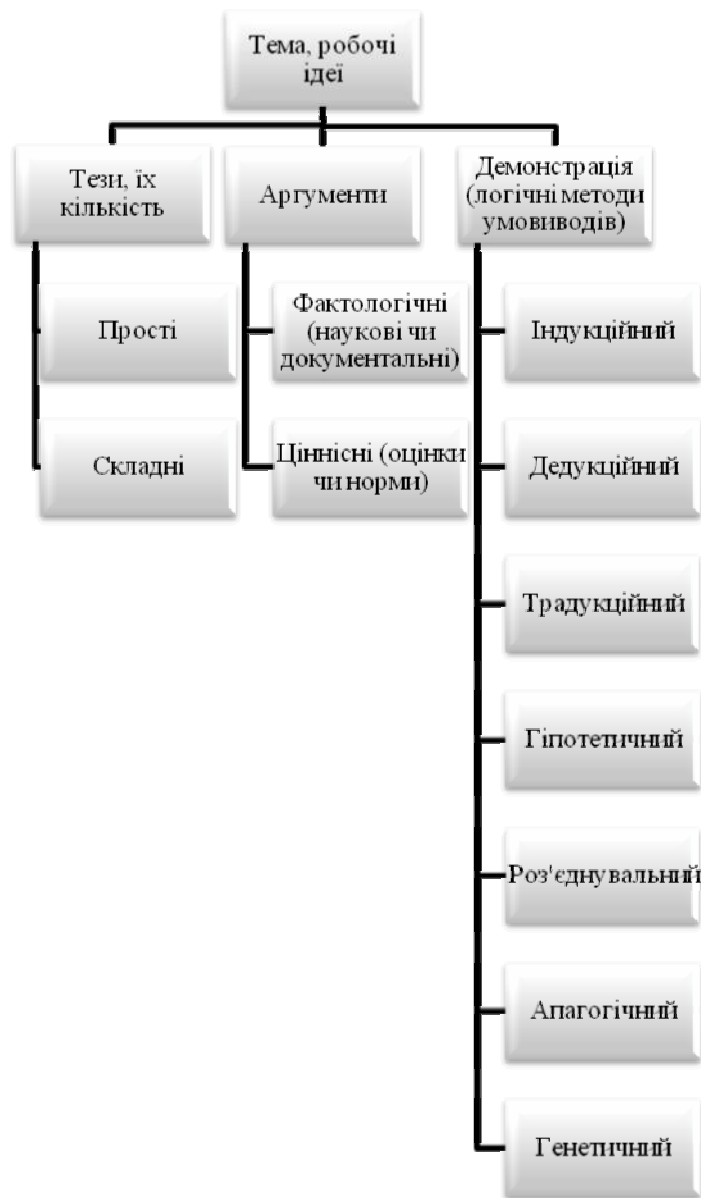 Тема, робочі
ідеї
Тези, їх
кількість
Прості
Складні
Аргументи
Фактологічні
(наукові чи
документальні)
Ціннісні (оцінки
чи норми)
Демонстрація
(логічні методи
умовиводів)
Індукційний
Дедукційний
Традукційний
Гіпотетичний
Роз'єднувальний
Апагогічний
Генетичний